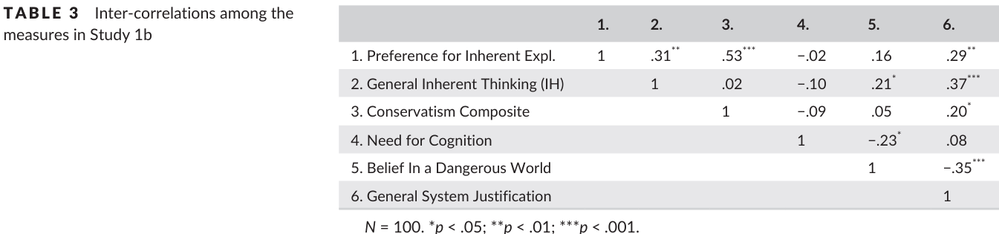 TABLE 3 Inter-correlations among the
measures in Study 1b
1. 2. 3. 4. 5. 6.
1. Preference for Inherent Expl. 1 .31** .53*** −.02 .16 .29**
2. General Inherent Thinking (IH) 1 .02 −.10 .21* .37***
3. Conservatism Composite 1 −.09 .05 .20*
4. Need for Cognition 1 −.23* .08
5. Belief In a Dangerous World 1 −.35***
6. General System Justification 1
N = 100. *p < .05; **p < .01; ***p < .001.